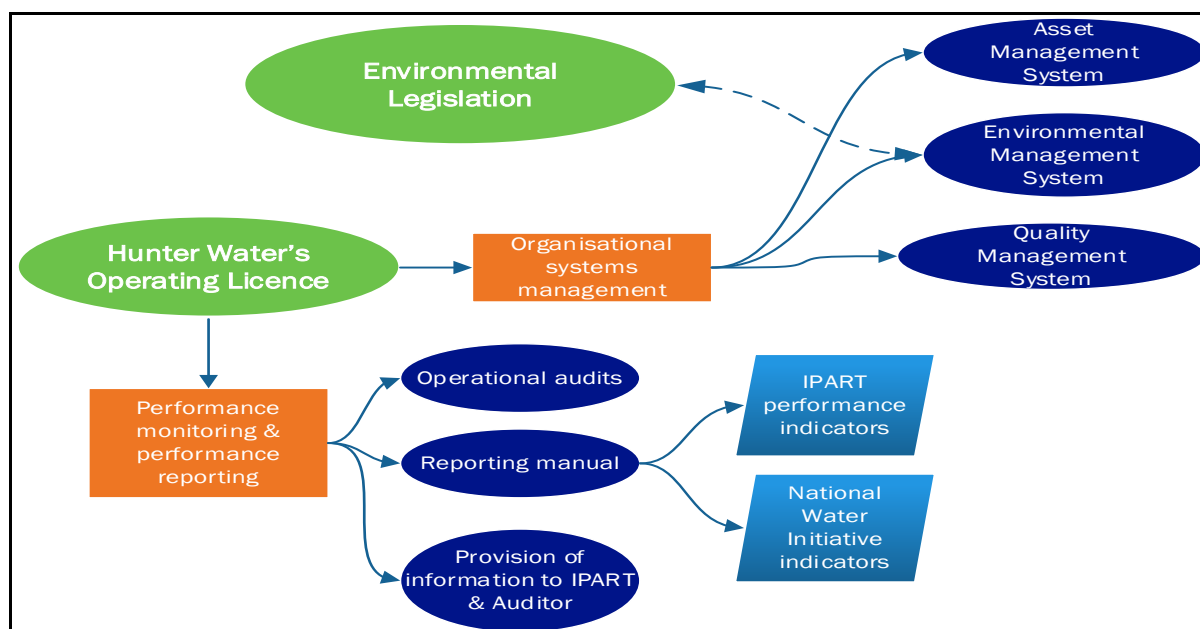 Environmental
Legislation
Asset
Management
System
Environmental
Management
System
Hunter Water's
Operating Licence
Organisational
systems
management
Quality
Management
System
Performance
monitoring &
performance
reporting
Operational audits
Reporting manual
Provision of
information to IPART
& Auditor
IPART
performance
indicators
National
Water
Initiative
indicators